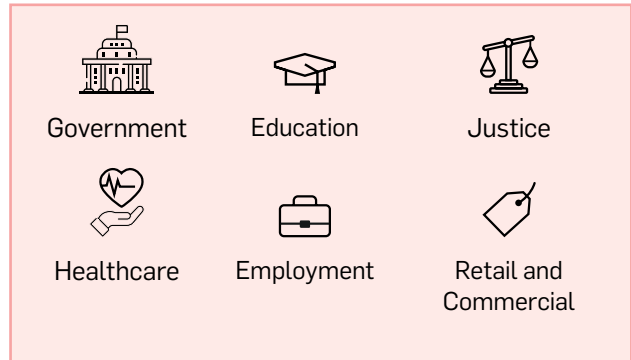 Government
Education
Justice
Healthcare
Employment
Retail and
Commercial